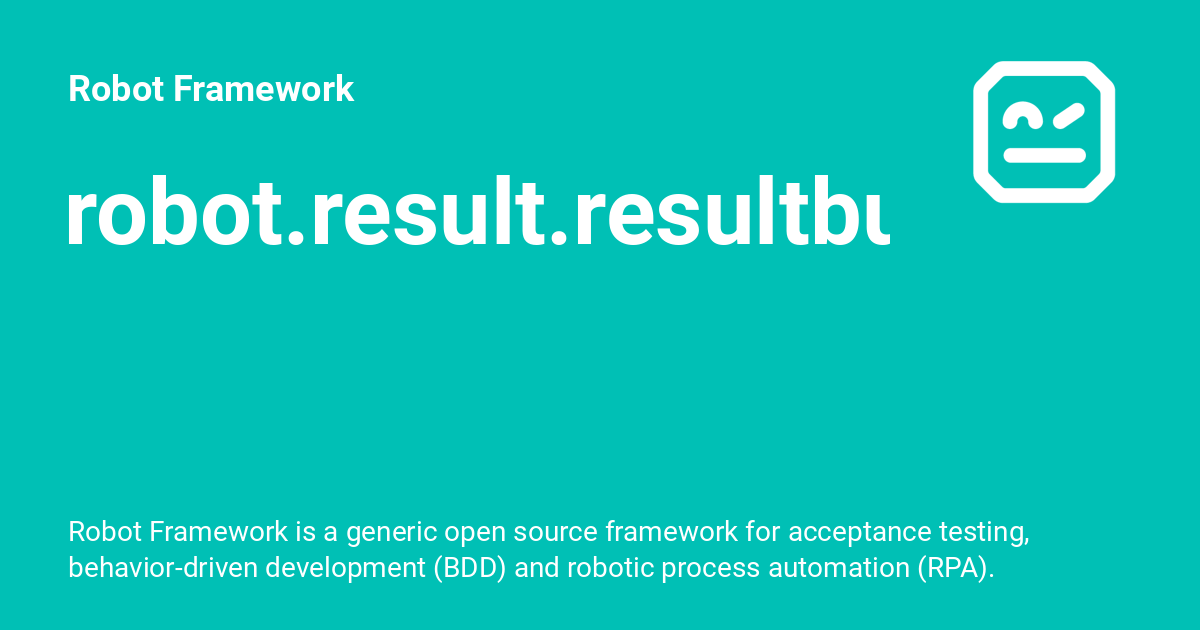 Robot Framework
robot.result.resultbu
Robot Framework is a generic open source framework for acceptance testing,
behavior-driven development (BDD) and robotic process automation (RPA).